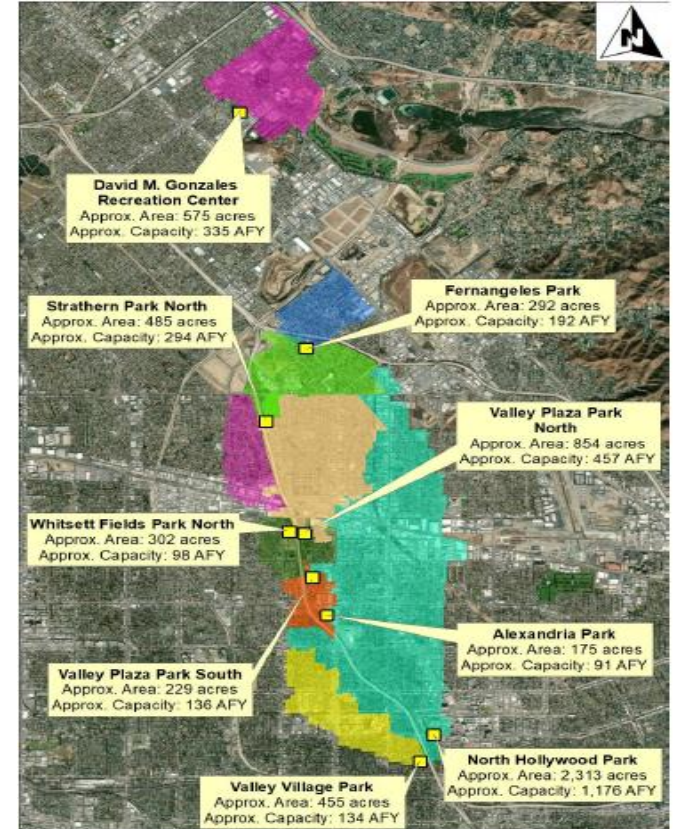 N
David M. Gonzales
Recreation Center
Approx. Area: 575 acres
Approx. Capacity: 335 AFY
Strathern Park North
Approx. Area: 485 acres
Approx. Capacity: 294 AFY
Fernangeles Park
Approx. Area: 292 acres
Approx. Capacity: 192 AFY
Valley Plaza Park
North
Approx. Area: 854 acres
Approx. Capacity: 457 AFY
Whitsett Fields Park North
Approx. Area: 302 acres
Approx. Capacity: 98 AFY
Alexandria Park
Approx. Area: 175 acres
Approx. Capacity: 91 AFY
Valley Plaza Park South
Approx. Area: 229 acres
Approx. Capacity: 136 AFY
North Hollywood Park
Approx. Area: 2,313 acres
Approx. Capacity: 1,176 AFY
Valley Village Park
Approx. Area: 455 acres
Approx. Capacity: 134 AFY